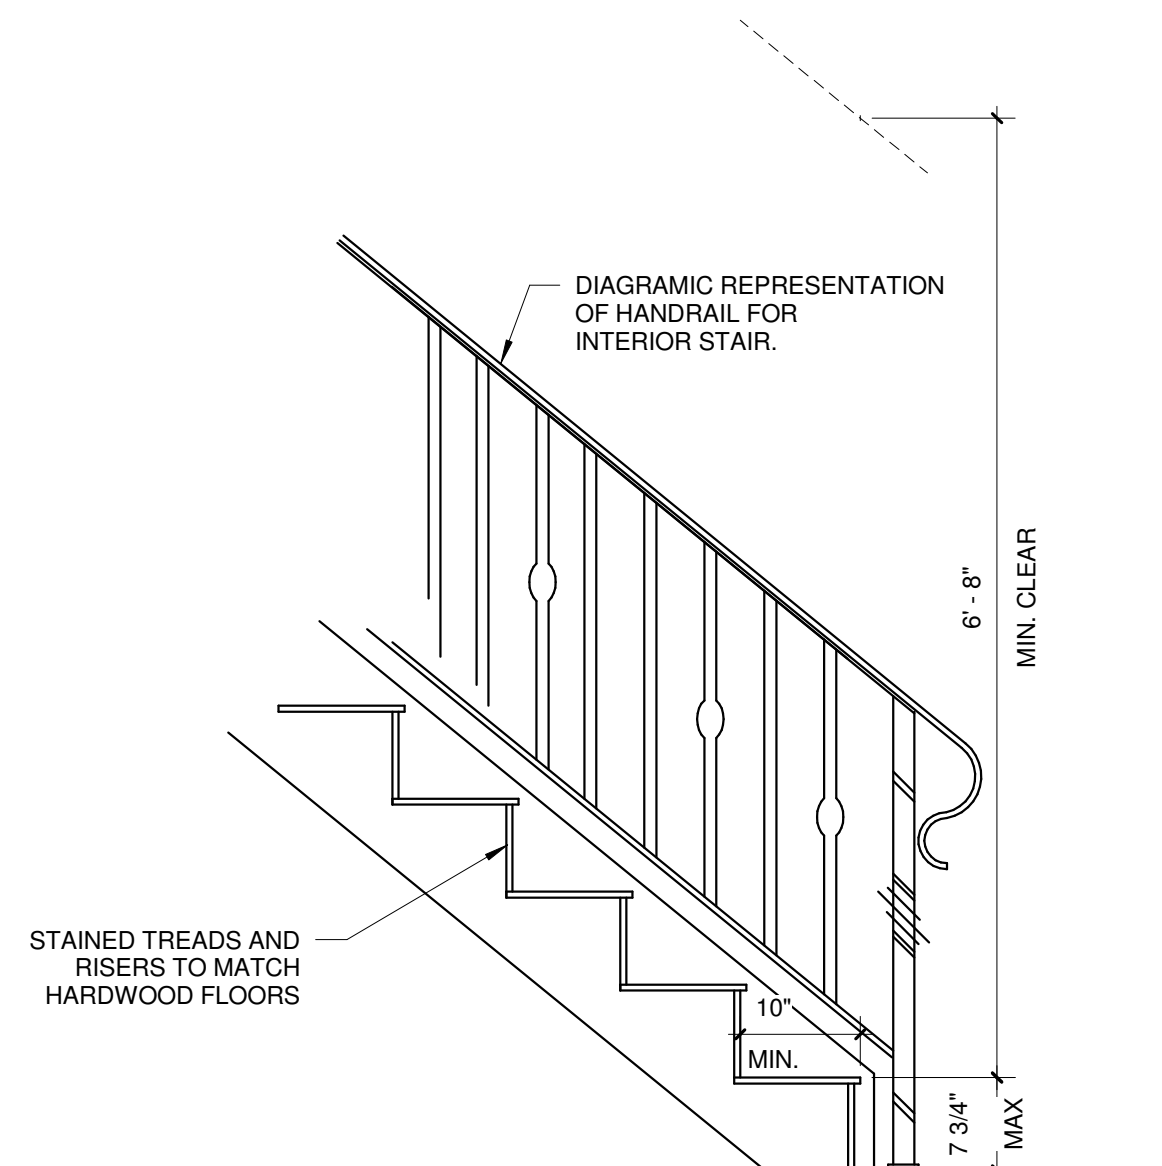 DIAGRAMIC REPRESENTATION
OF HANDRAIL FOR
INTERIOR STAIR.
6' - 8"
MIN. CLEAR
STAINED TREADS AND
RISERS TO MATCH
HARDWOOD FLOORS
10"
MIN.
7 3/4"
MAX